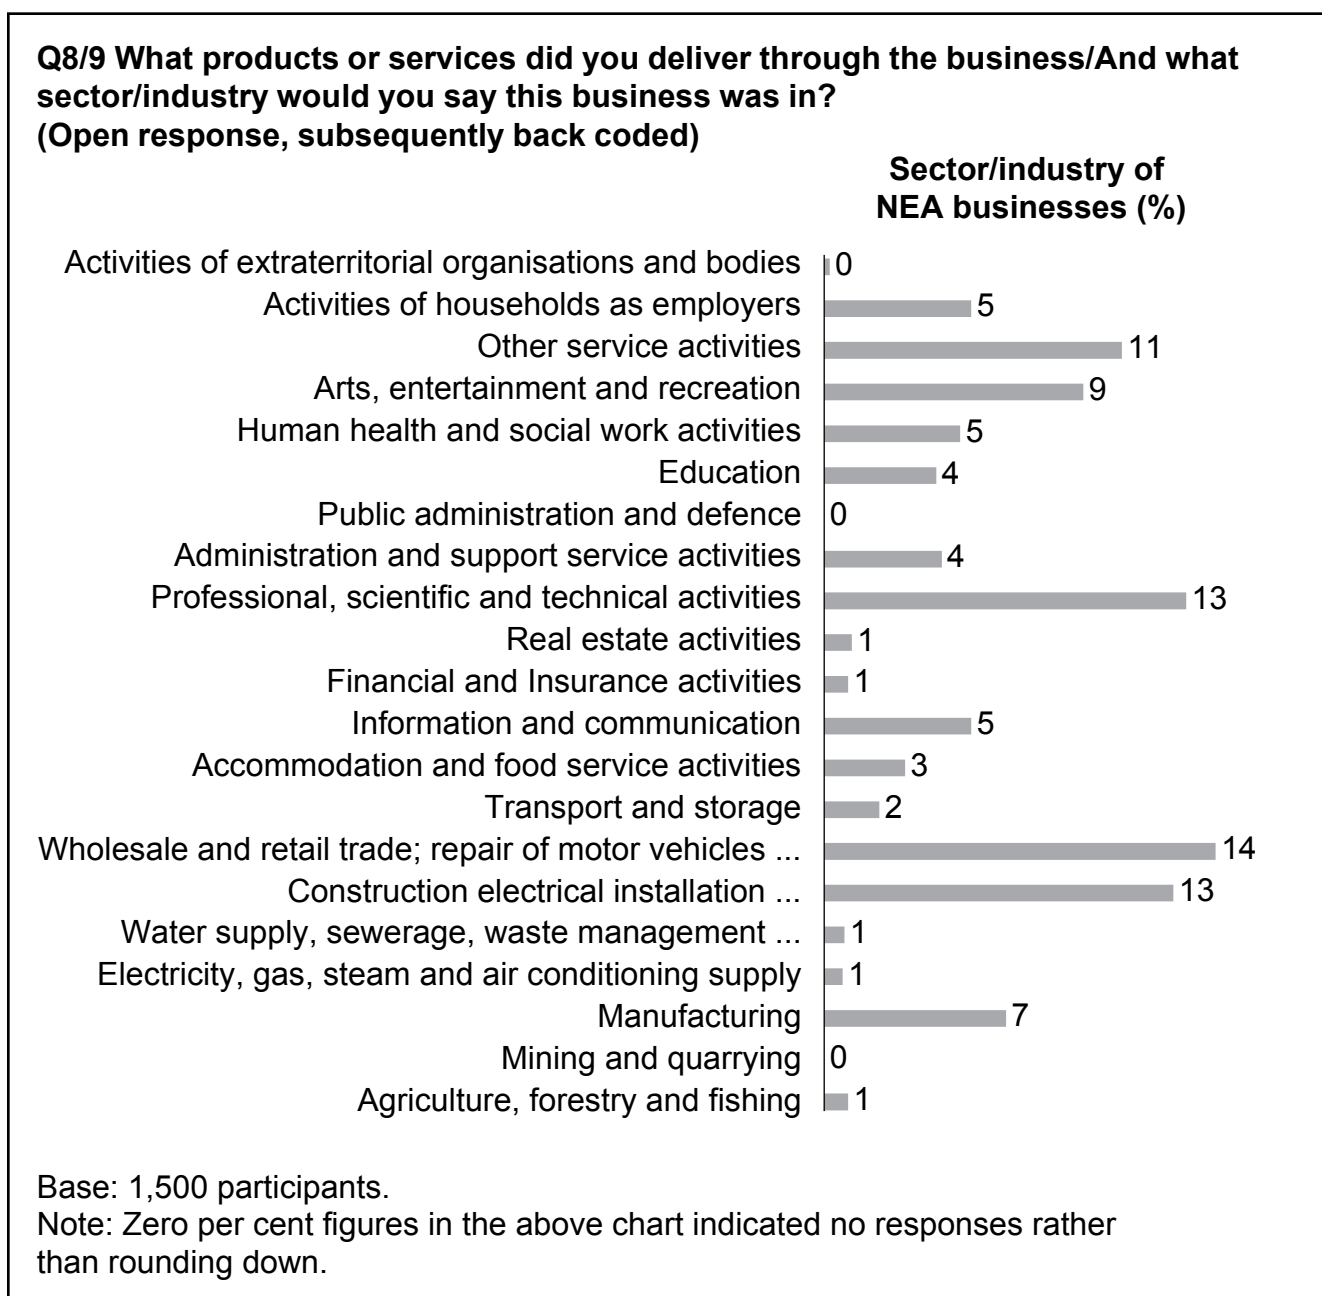 Q8/9 What products or services did you deliver through the business/And what
sector/industry would you say this business was in?
(Open response, subsequently back coded)
Sector/industry of
NEA businesses (%)
Activities of extraterritorial organisations and bodies 0
Activities of households as employers 5
Other service activities 11
Arts, entertainment and recreation 9
Human health and social work activities 5
Education 4
Public administration and defence 0
Administration and support service activities 4
Professional, scientific and technical activities 13
Real estate activities 1
Financial and Insurance activities 1
Information and communication 5
Accommodation and food service activities 3
Transport and storage 2
Wholesale and retail trade; repair of motor vehicles ... 14
Construction electrical installation ... 13
Water supply, sewerage, waste management ... 1
Electricity, gas, steam and air conditioning supply 1
Manufacturing 7
Mining and quarrying 0
Agriculture, forestry and fishing 1
Base: 1,500 participants.
Note: Zero per cent figures in the above chart indicated no responses rather
than rounding down.